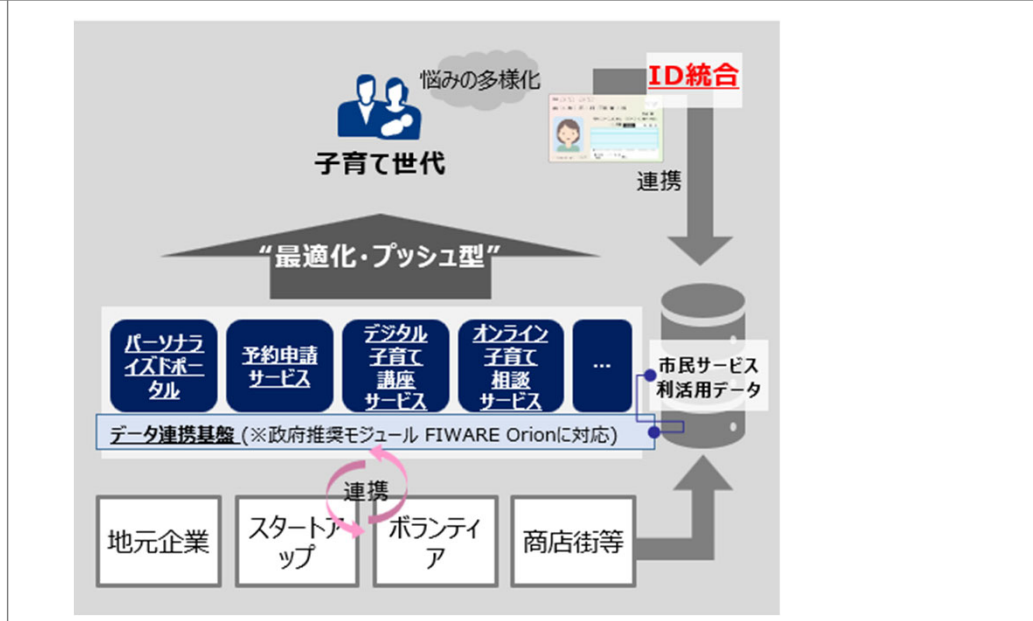 悩みの多様化
ID統合
子育て世代
連携
“最適化・プッシュ型”
パーソナラ
イズドポー
タル
予約申請
サービス
デジタル
子育て
講座
サービス
オンライン
子育て
相談
サービス
…
市民サービス
利活用データ
データ連携基盤 (※政府推奨モジュール FIWARE Orionに対応)
連携
地元企業
スタートア
ップ
ボランティ
ア
商店街等